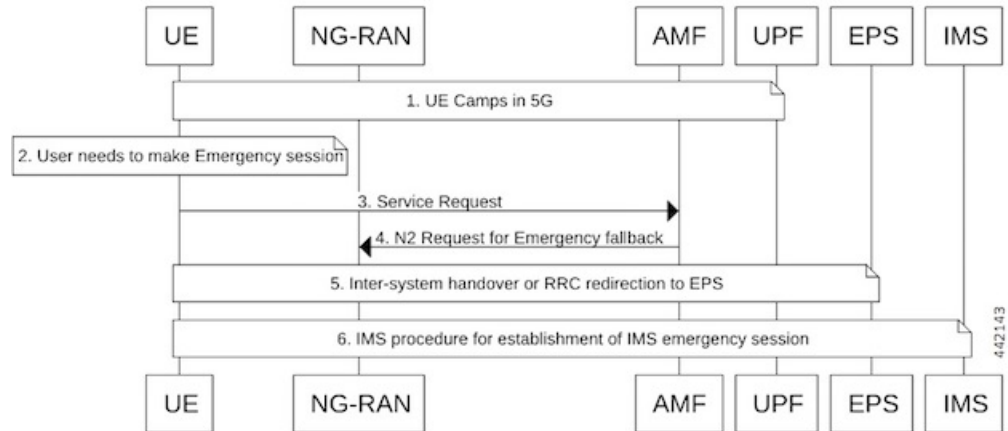 UE NG-RAN AMF UPF EPS IMS
1. UE Camps in 5G
2. User needs to make Emergency session
3. Service Request
4. N2 Request for Emergency fallback
5. Inter-system handover or RRC redirection to EPS
6. IMS procedure for establishment of IMS emergency session
442143
UE NG-RAN AMF UPF EPS IMS